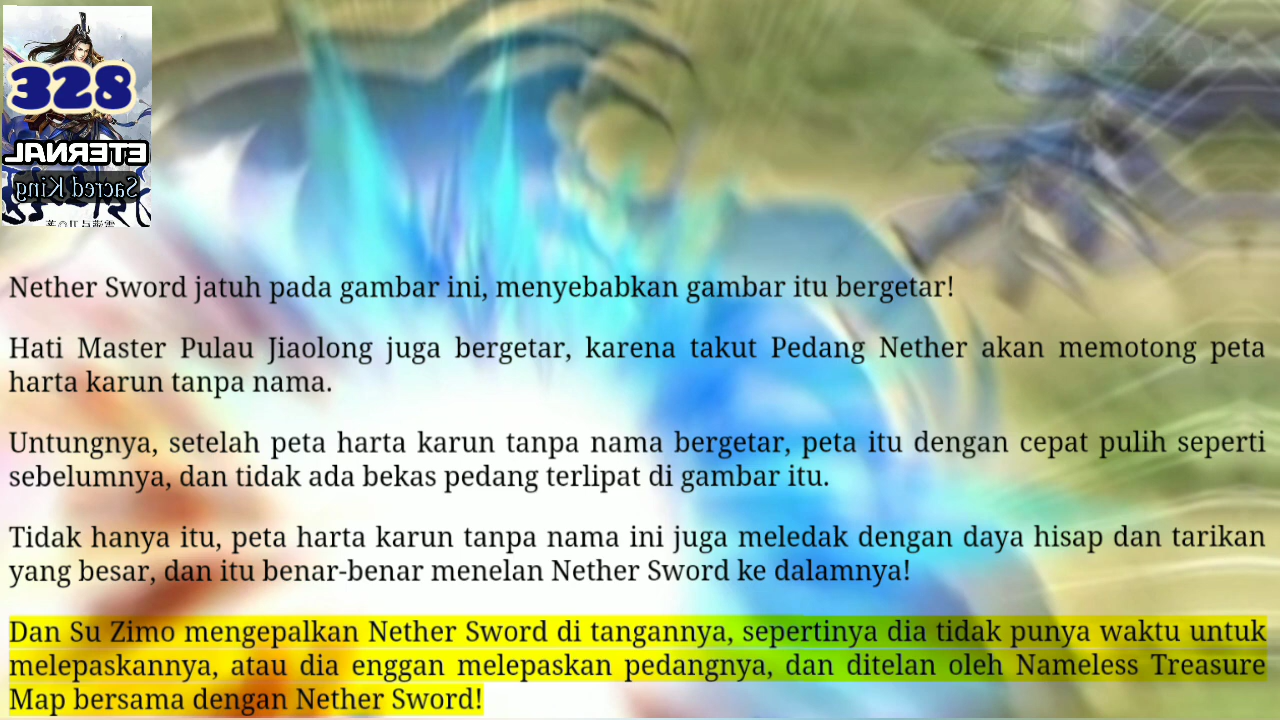 328
ETERNAL
Sacred King
Nether Sword jatuh pada gambar ini, menyebabkan gambar itu bergetar!
Hati Master Pulau Jiaolong juga bergetar, karena takut Pedang Nether akan memotong peta
harta karun tanpa nama.
Untungnya, setelah peta harta karun tanpa nama bergetar, peta itu dengan cepat pulih seperti
sebelumnya, dan tidak ada bekas pedang terlipat di gambar itu.
Tidak hanya itu, peta harta karun tanpa nama ini juga meledak dengan daya hisap dan tarikan
yang besar, dan itu benar-benar menelan Nether Sword ke dalamnya!
Dan Su Zimo mengepalkan Nether Sword di tangannya, sepertinya dia tidak punya waktu untuk
melepaskannya, atau dia enggan melepaskan pedangnya, dan ditelan oleh Nameless Treasure
Map bersama dengan Nether Sword!